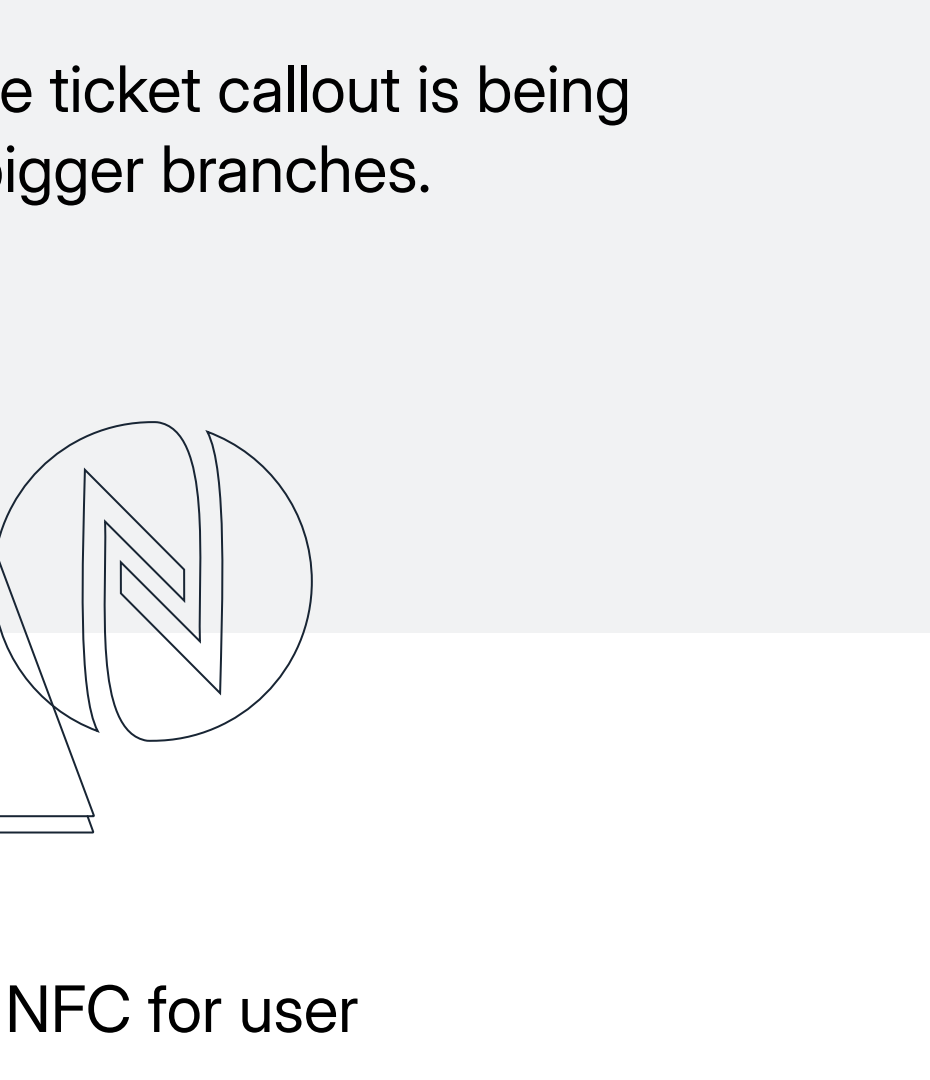 e ticket callout is being
igger branches.
NFC for user